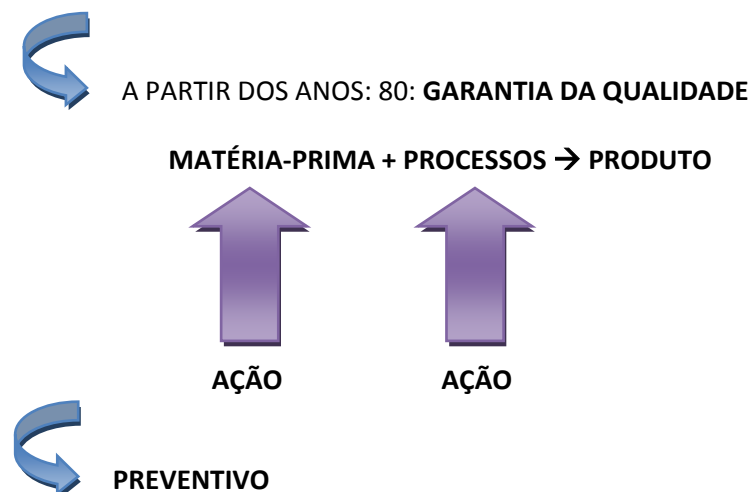 A PARTIR DOS ANOS: 80: GARANTIA DA QUALIDADE
MATÉRIA-PRIMA + PROCESSOS → PRODUTO
AÇÃO AÇÃO
PREVENTIVO